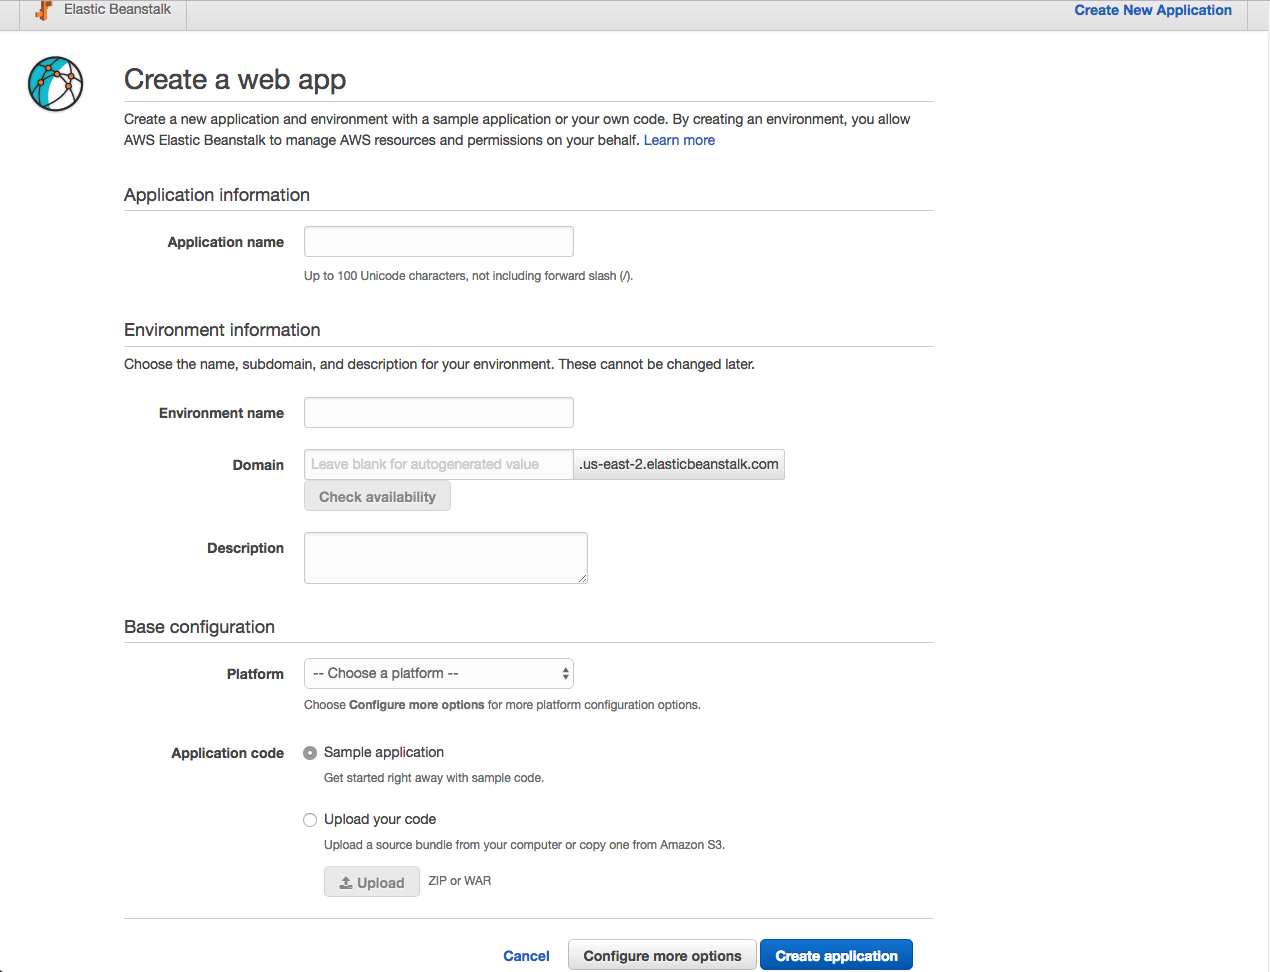 Elastic Beanstalk
Create New Application
Create a web app
Create a new application and environment with a sample application or your own code. By creating an environment, you allow
AWS Elastic Beanstalk to manage AWS resources and permissions on your behalf. Learn more
Application information
Application name
Up to 100 Unicode characters, not including forward slash (/).
Environment information
Choose the name, subdomain, and description for your environment. These cannot be changed later.
Environment name
Domain
Leave blank for autogenerated value
.us-east-2.elasticbeanstalk.com
Check availability
Description
Base configuration
Platform
-- Choose a platform --
Choose Configure more options for more platform configuration options.
Application code
Sample application
Get started right away with sample code.
Upload your code
Upload a source bundle from your computer or copy one from Amazon S3.
Upload
ZIP or WAR
Cancel
Configure more options
Create application